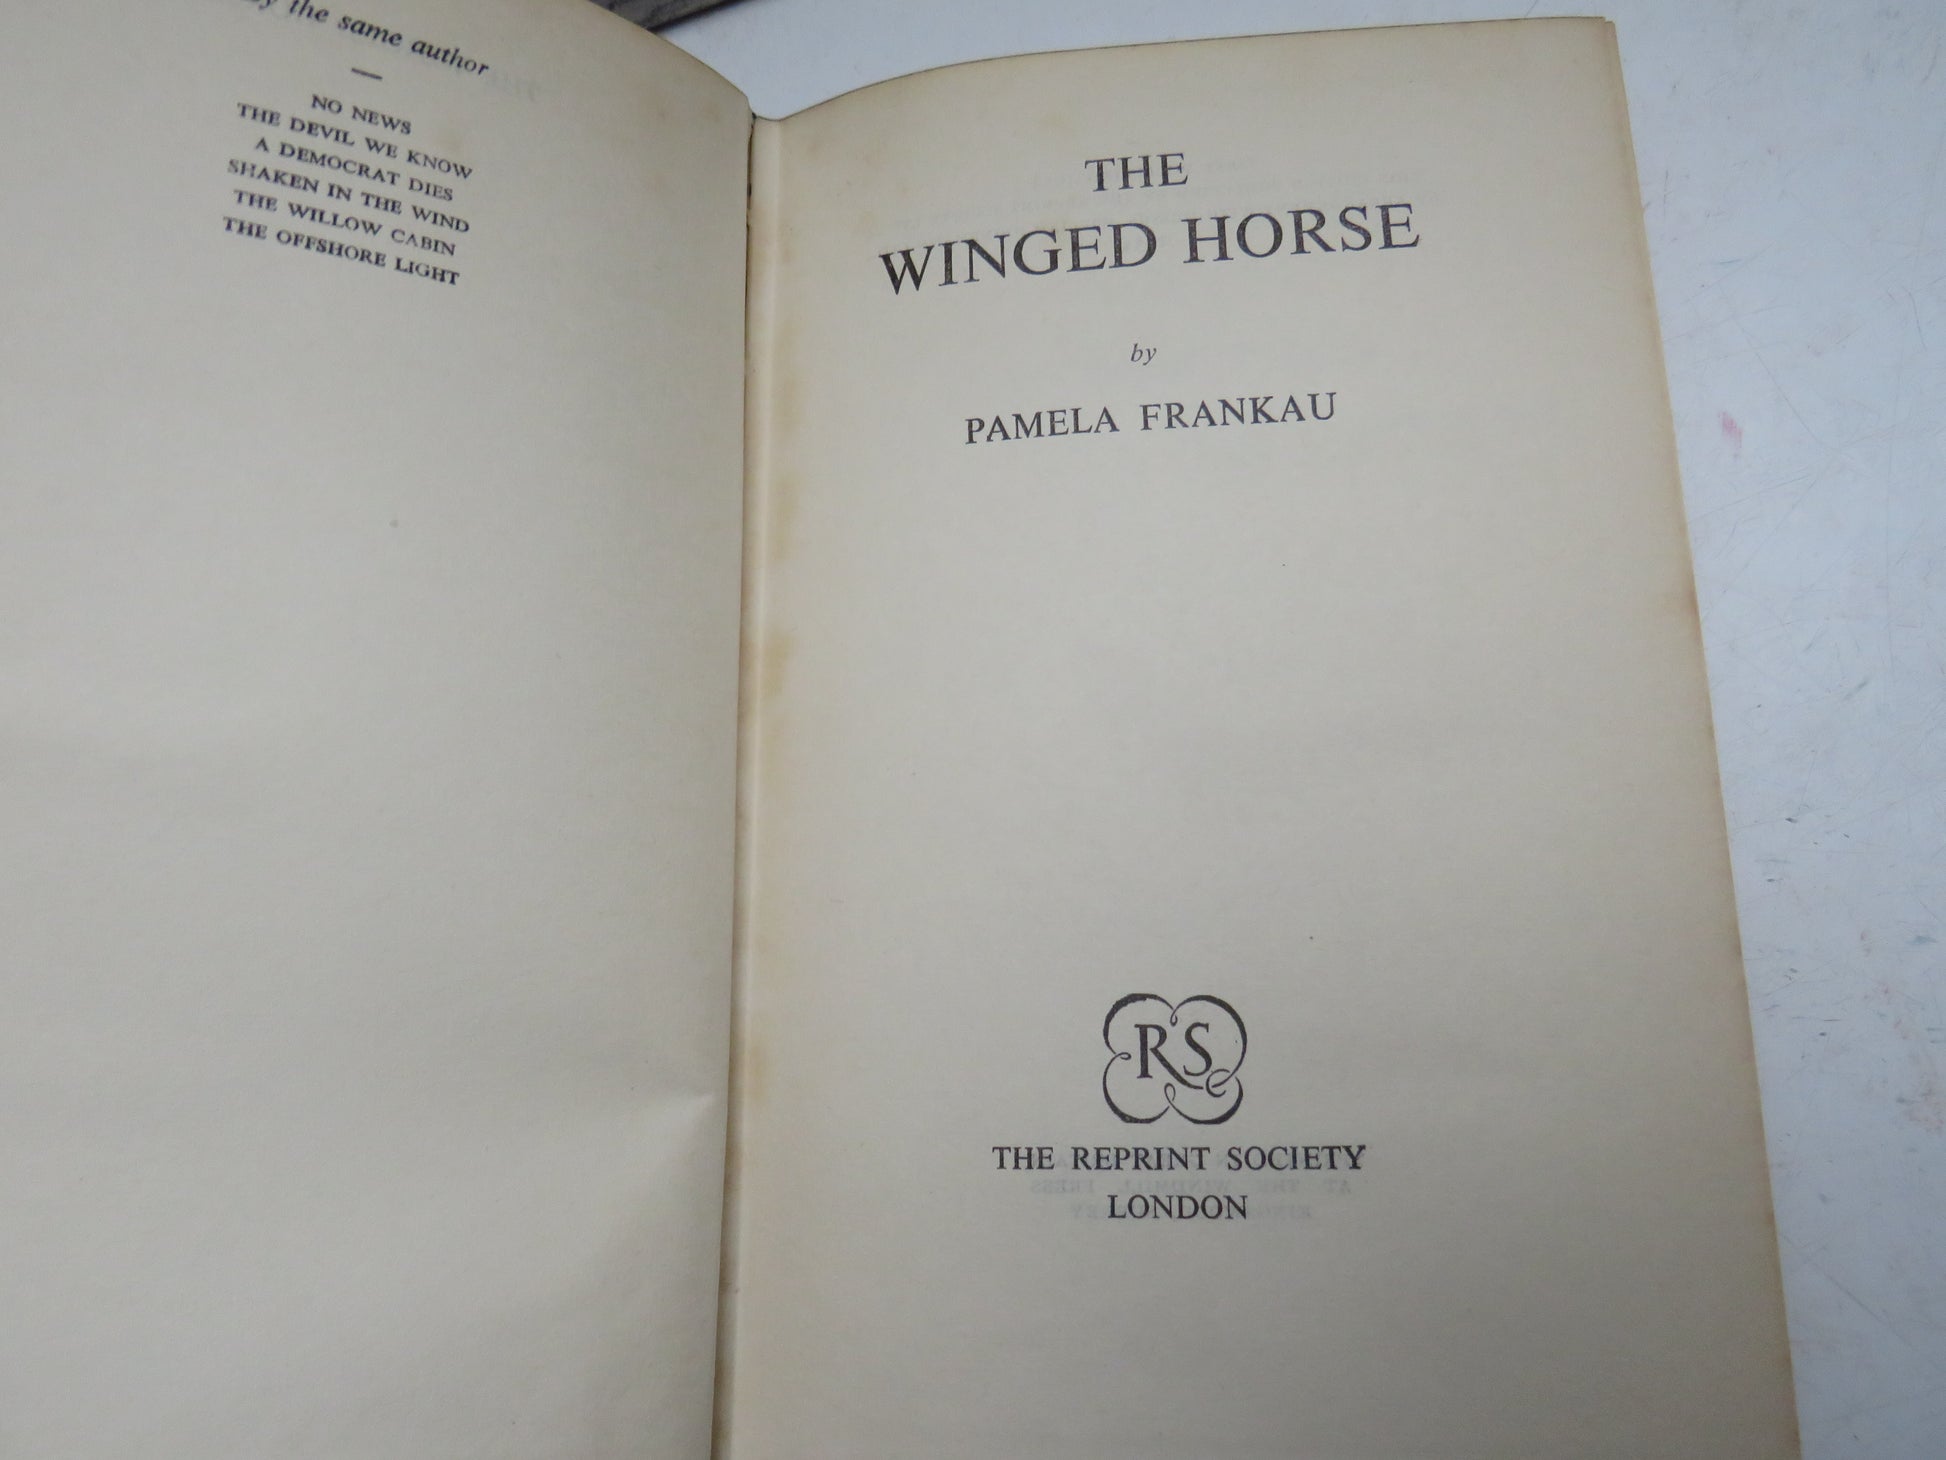 By the same author
—
NO NEWS
THE DEVIL WE KNOW
A DEMOCRAT DIES
SHAKEN IN THE WIND
THE WILLOW CABIN
THE OFFSHORE LIGHT
THE
WINGED HORSE
by
PAMELA FRANKAU
RS
THE REPRINT SOCIETY
LONDON